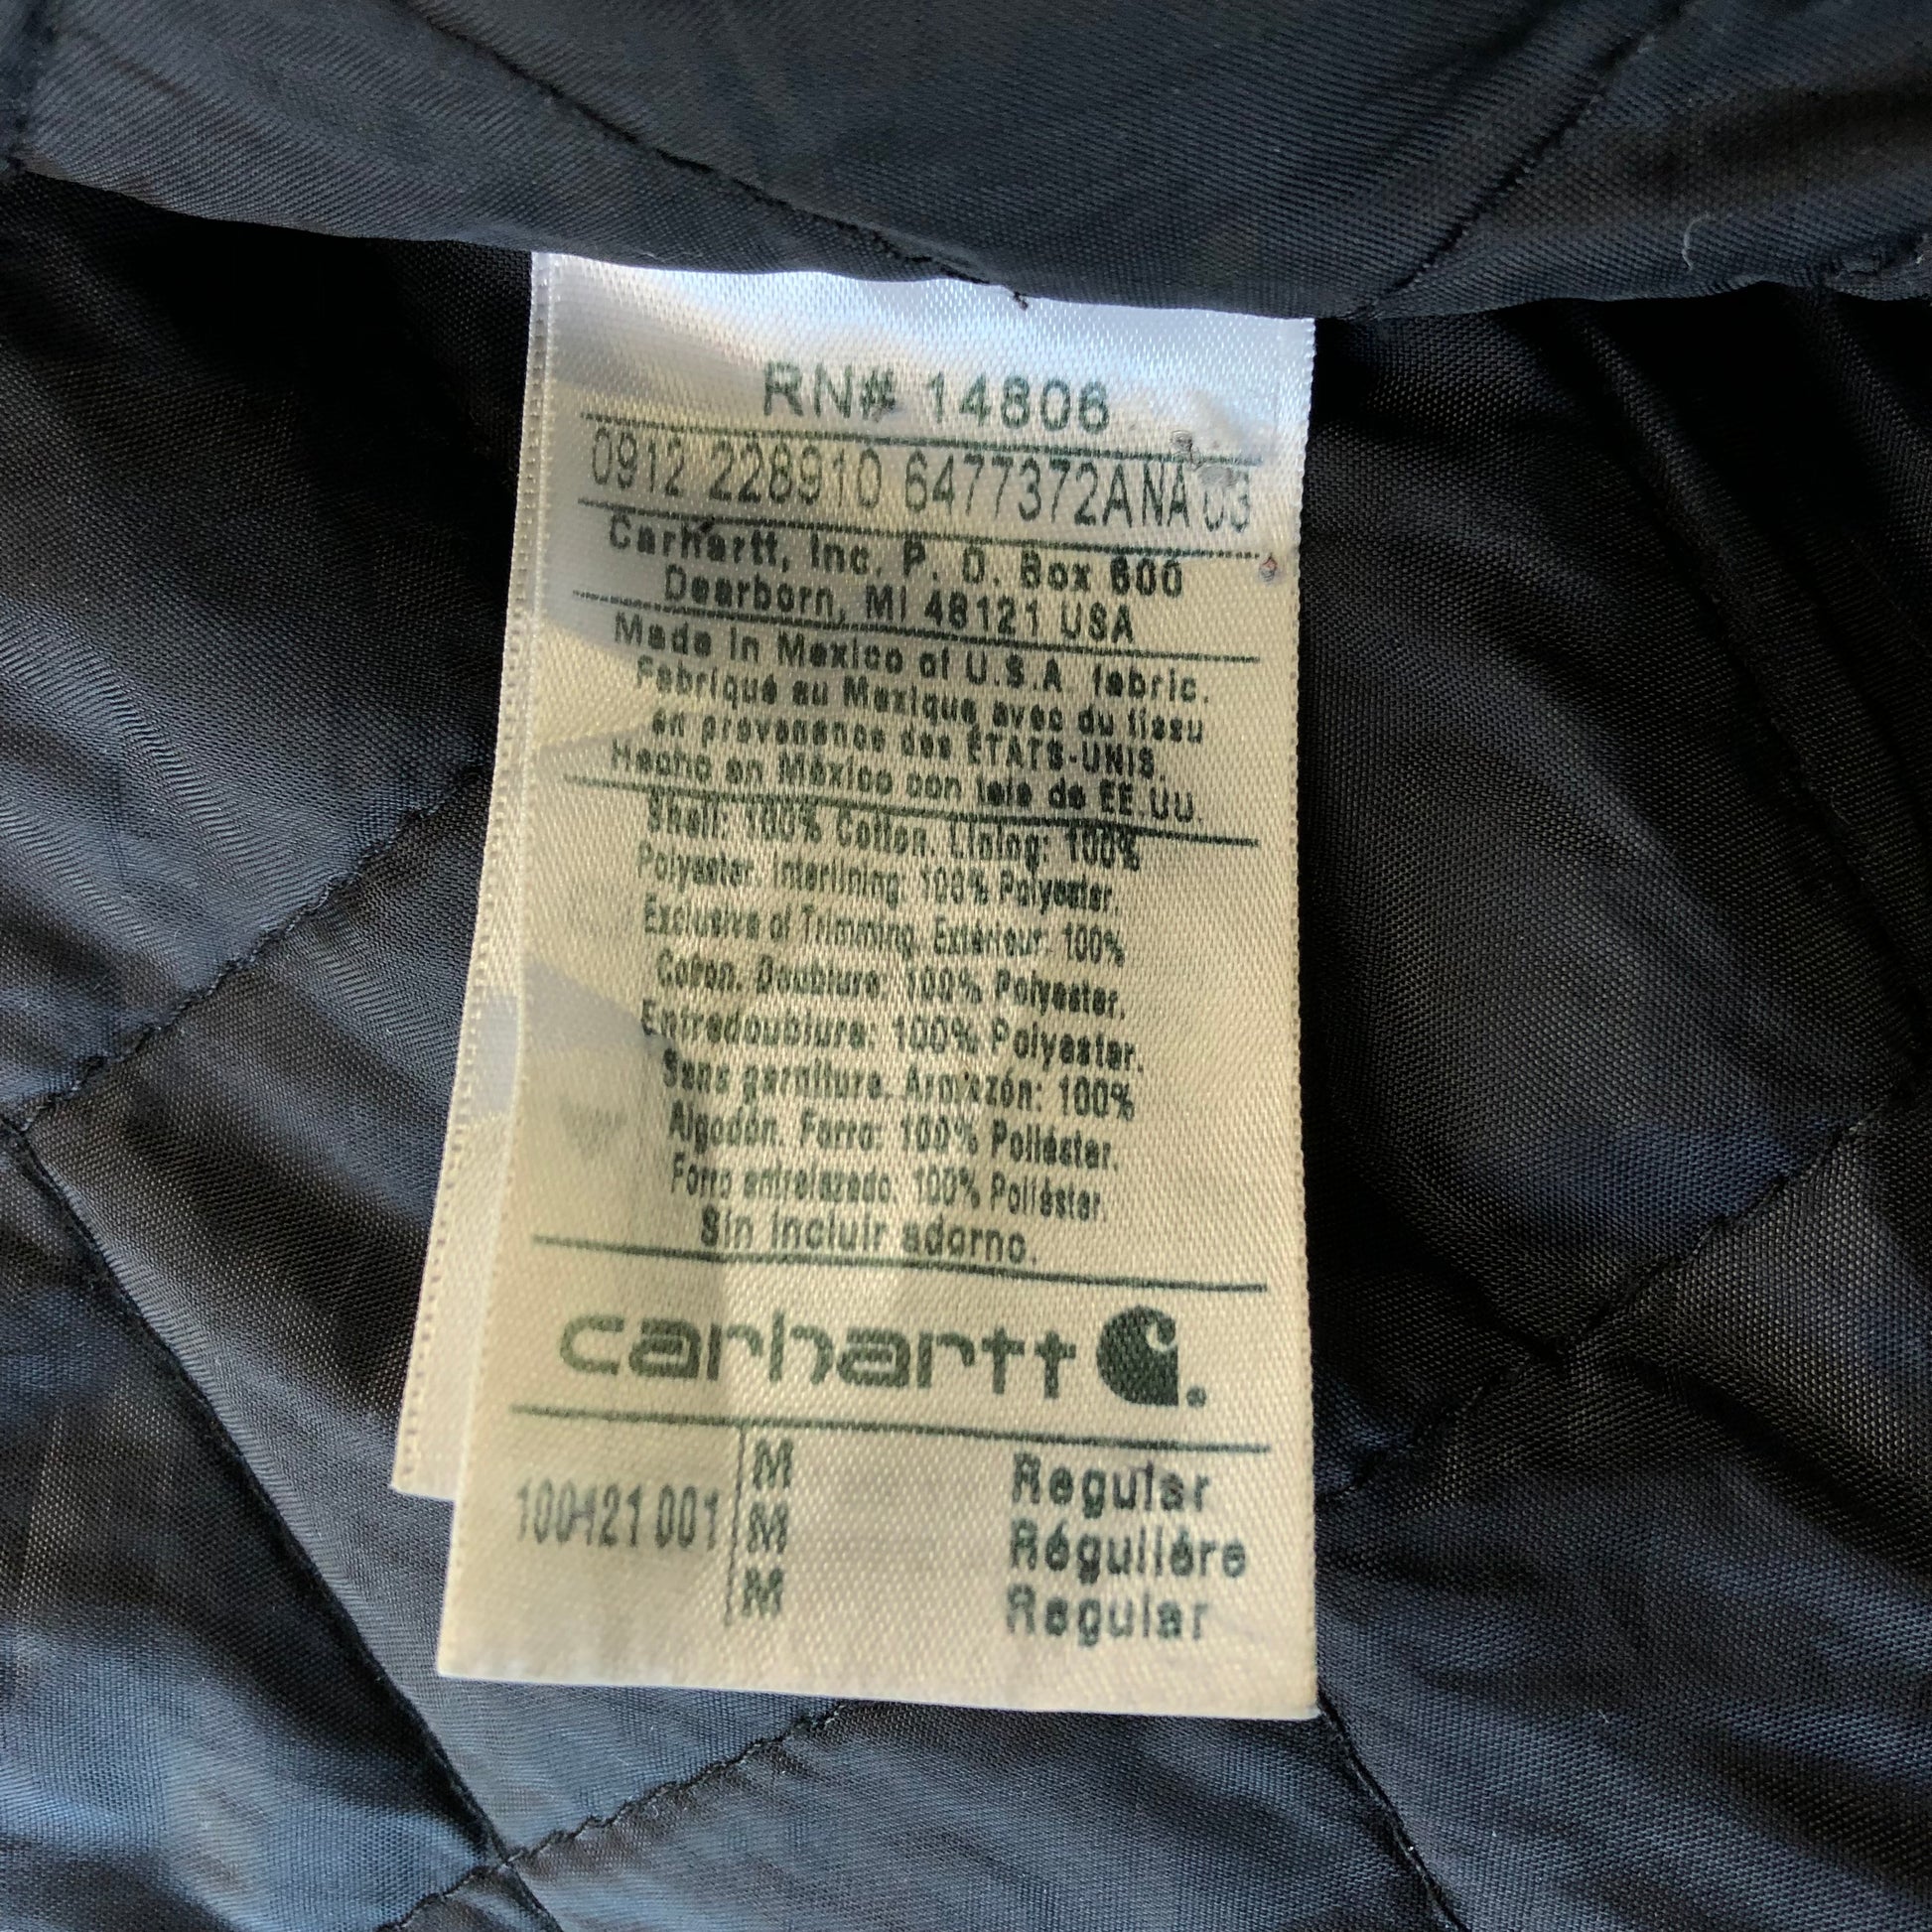 RN# 14806
0912 228910 6477372A NA 03
Carhartt, Inc. P. O. Box 600
Dearborn, MI 48121 USA
Made in Mexico of U.S.A. fabric.
Fabriqué au Mexique avec du tissu
en provenance des ÉTATS-UNIS.
Hecho en México con tela de EE.UU
Shell: 100% Cotton. Lining: 100%
Polyester. Interlining 100% Polyester.
Exclusive of Trimming. Extérieur: 100%
Coton. Doublure: 100% Polyester.
Entredoublure: 100% Polyester.
Sans garniture. Armazón: 100%
Algodón. Forro: 100% Poliéster.
Forro entrelazado. 100% Poliéster.
Sin incluir adorno.
carhartt
100421 001
M Regular
M Régulière
M Regular